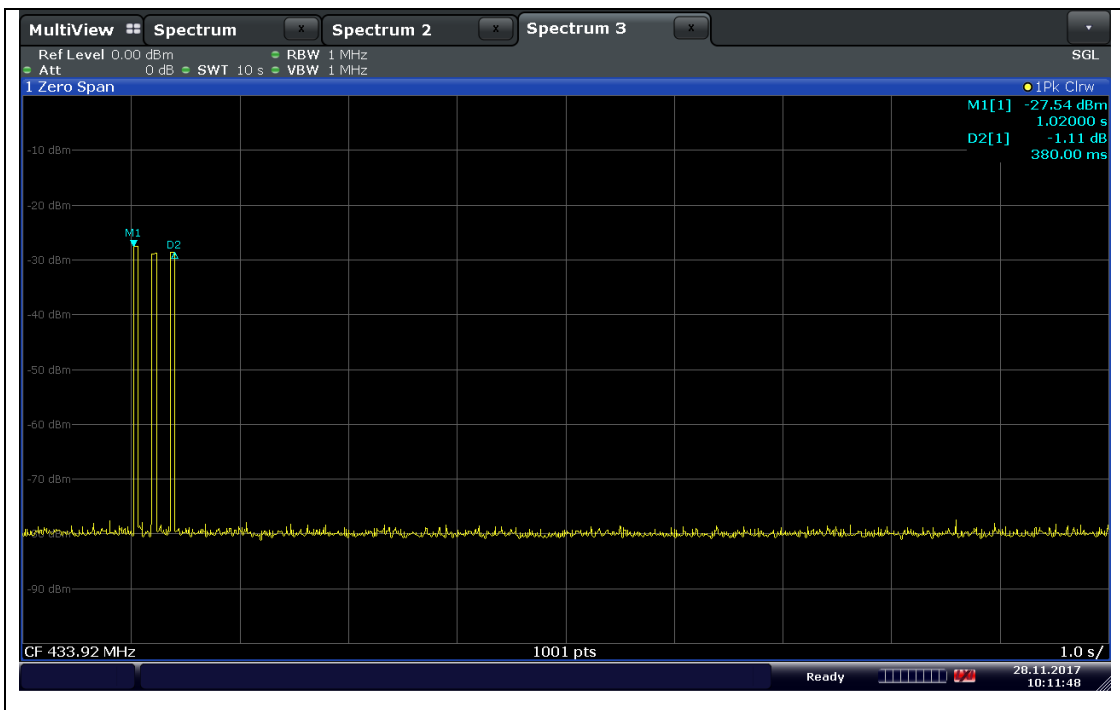 MultiView Spectrum x Spectrum 2 x Spectrum 3 x
Ref Level 0.00 dBm RBW 1 MHz SGL
Att 0 dB SWT 10 s VBW 1 MHz
1 Zero Span 1Pk Clrw
M1[1] -27.54 dBm
1.02000 s
D2[1] -1.11 dB
380.00 ms
-10 dBm
-20 dBm
M1
D2
-30 dBm
-40 dBm
-50 dBm
-60 dBm
-70 dBm
-90 dBm
CF 433.92 MHz 1001 pts 1.0 s/
Ready 28.11.2017
10:11:48